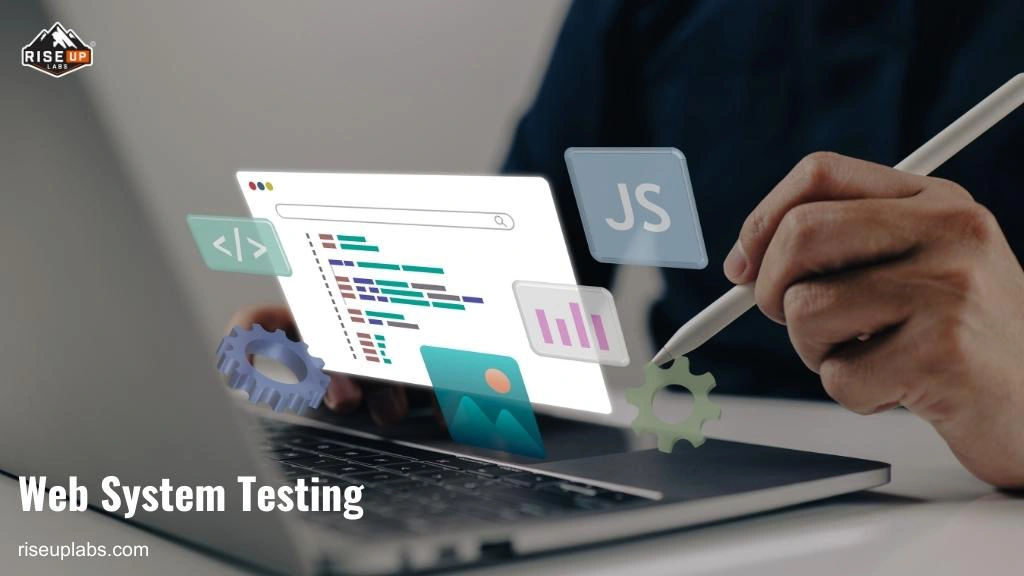 RISE UP
LABS
</>
JS
Web System Testing
riseuplabs.com